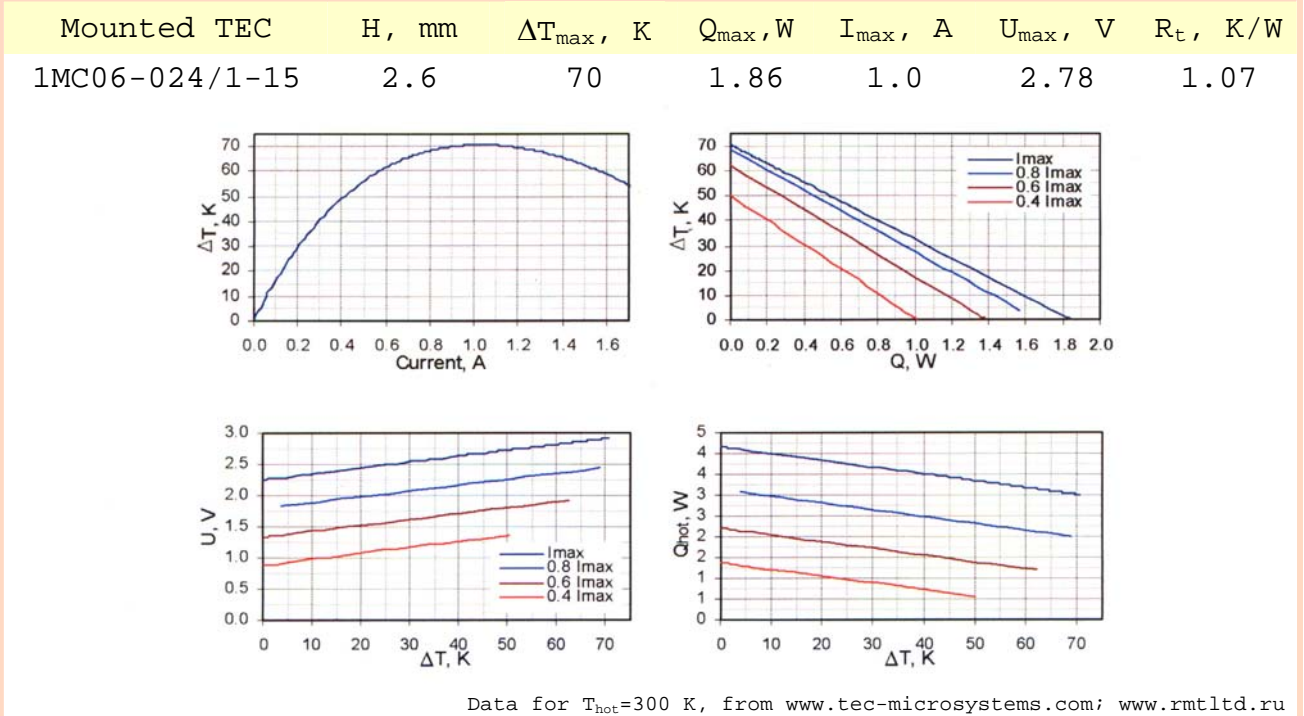 Mounted TEC H, mm ΔTmax, K Qmax,W Imax, A Umax, V Rt, K/W
1MC06-024/1-15 2.6 70 1.86 1.0 2.78 1.07
70
60
50
40
30
20
10
0
ΔT, K
0.0 0.2 0.4 0.6 0.8 1.0 1.2 1.4 1.6
Current, A
70
60
50
40
30
20
10
0
ΔT, K
Imax
0.8 Imax
0.6 Imax
0.4 Imax
0.0 0.2 0.4 0.6 0.8 1.0 1.2 1.4 1.6 1.8 2.0
Q, W
3.0
2.5
2.0
1.5
1.0
0.5
0.0
U, V
Imax
0.8 Imax
0.6 Imax
0.4 Imax
0 10 20 30 40 50 60 70
ΔT, K
5
4
4
3
3
2
2
1
1
0
Qhot, W
0 10 20 30 40 50 60 70
ΔT, K
Data for Thot=300 K, from www.tec-microsystems.com; www.rmtltd.ru